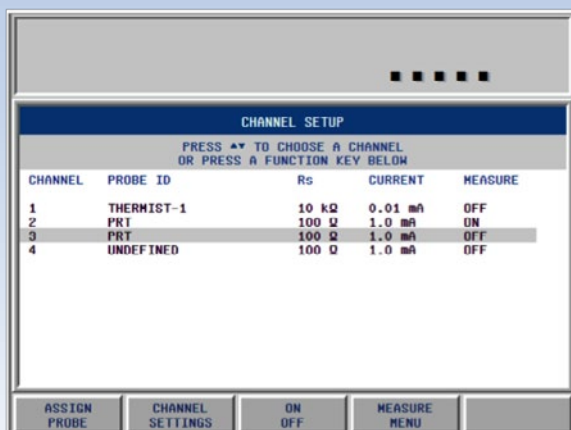 CHANNEL SETUP
PRESS ▲▼ TO CHOOSE A CHANNEL
OR PRESS A FUNCTION KEY BELOW
CHANNEL PROBE ID Rs CURRENT MEASURE
1 THERMIST-1 10 kΩ 0.01 mA OFF
2 PRT 100 Ω 1.0 mA ON
3 PRT 100 Ω 1.0 mA OFF
4 UNDEFINED 100 Ω 1.0 mA OFF
ASSIGN PROBE CHANNEL SETTINGS ON OFF MEASURE MENU